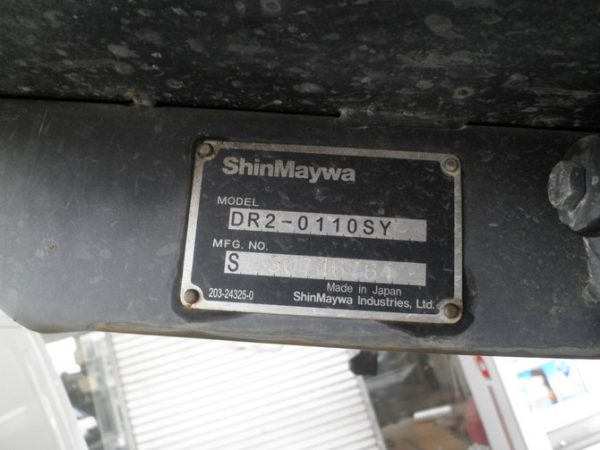 ShinMaywa
MODEL
DR2-0110SY
MFG. NO.
S
Made in Japan
203-24325-0
ShinMaywa Industries, Ltd.